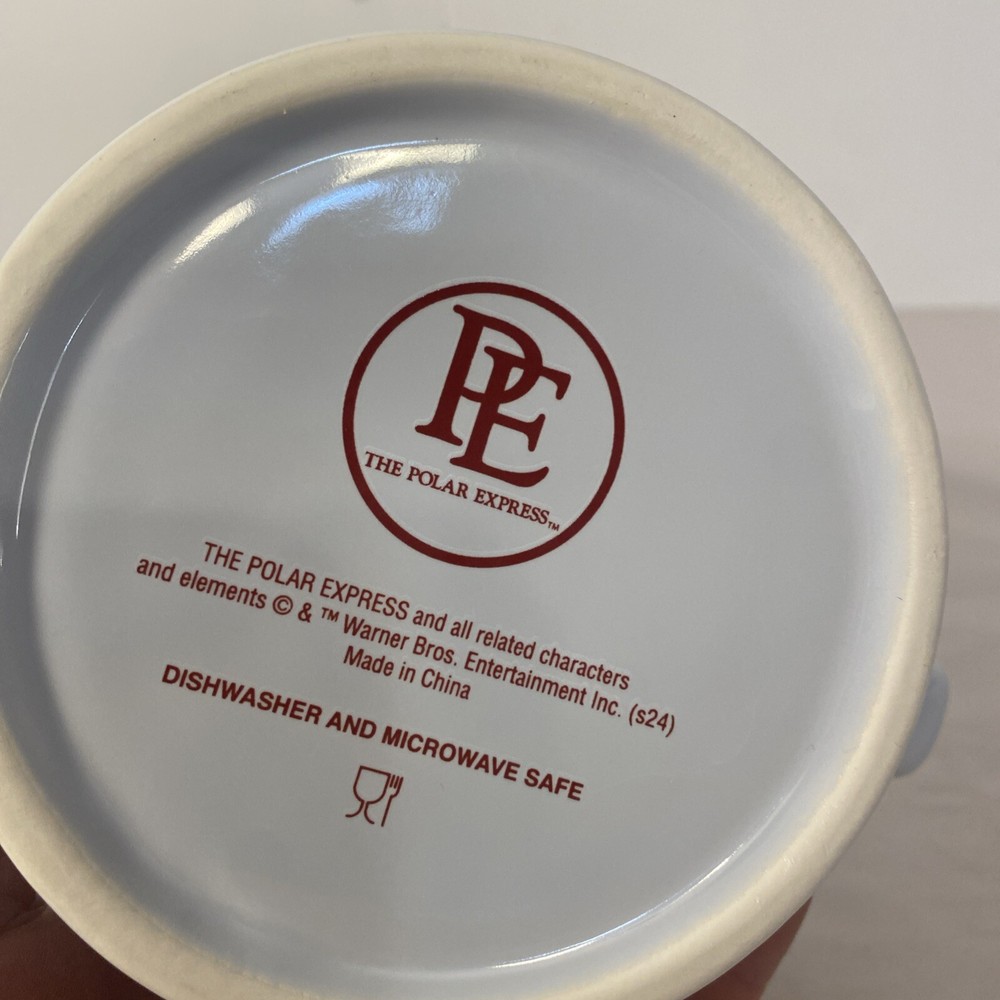 PE
THE POLAR EXPRESS™
THE POLAR EXPRESS and all related characters
and elements © & ™ Warner Bros. Entertainment Inc. (s24)
Made in China
DISHWASHER AND MICROWAVE SAFE